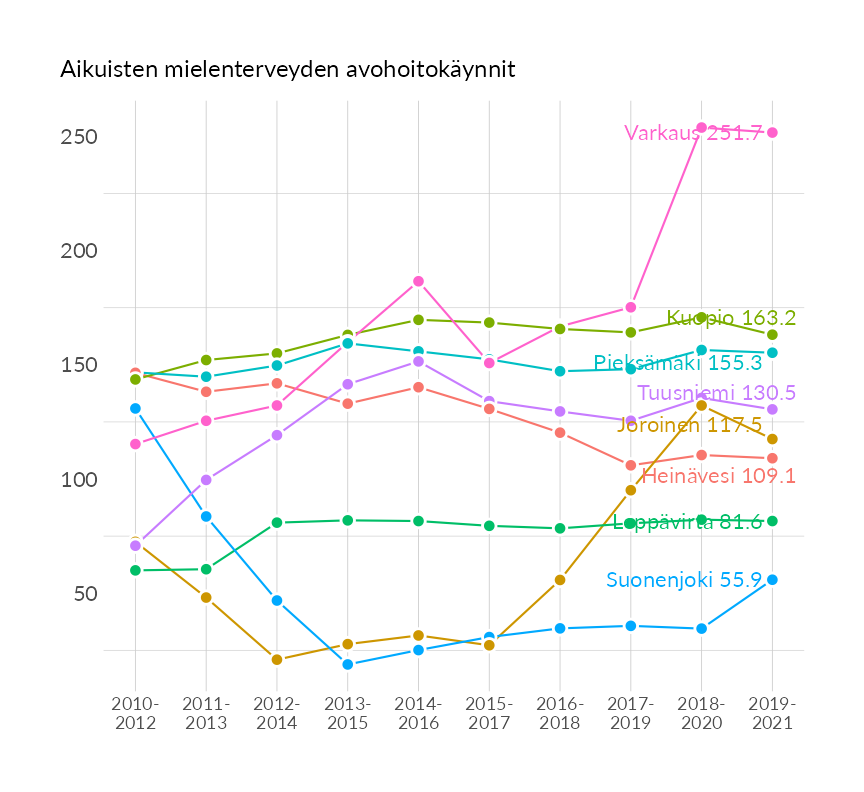 Aikuisten mielenterveyden avohoitokäynnit
250
200
150
100
50
Varkaus 251.7
Kuopio 163.2
Pieksämäki 155.3
Tuusniemi 130.5
Joroinen 117.5
Heinävesi 109.1
Leppävirta 81.6
Suonenjoki 55.9
2010-
2012
2011-
2013
2012-
2014
2013-
2015
2014-
2016
2015-
2017
2016-
2018
2017-
2019
2018-
2020
2019-
2021